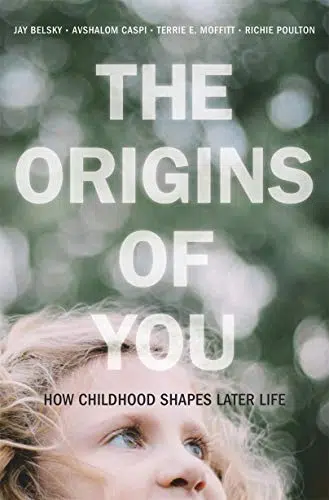 JAY BELSKY • AVSHALOM CASPI • TERRIE E. MOFFITT • RICHIE POULTON
THE
ORIGINS
OF
YOU
HOW CHILDHOOD SHAPES LATER LIFE